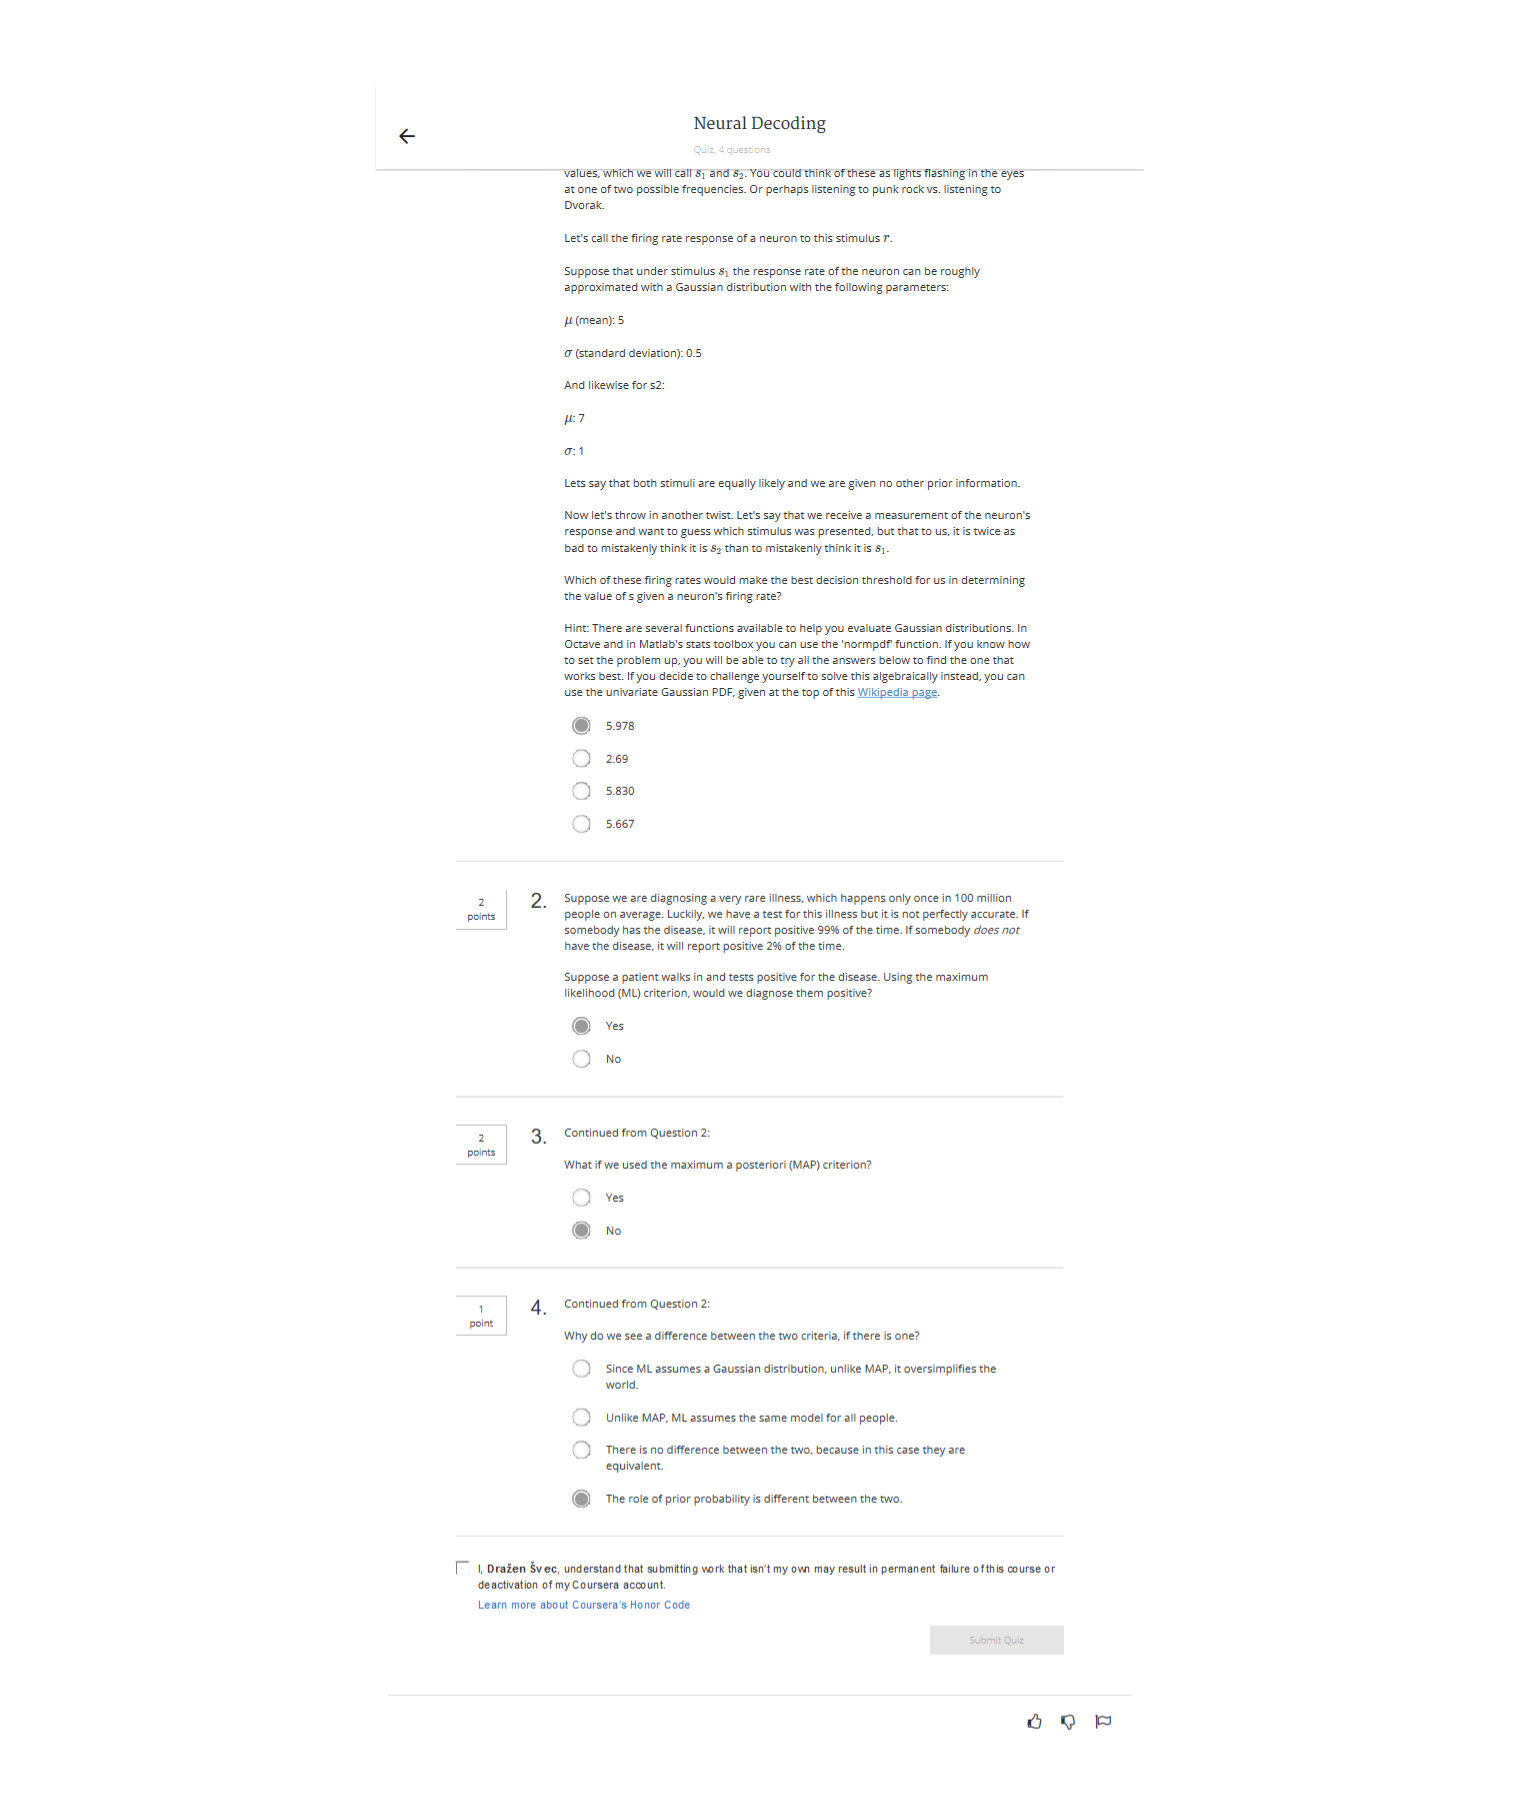 Neural Decoding
Quiz, 4 questions
values, which we will call s₁ and s₂. You could think of these as lights flashing in the eyes
at one of two possible frequencies. Or perhaps listening to punk rock vs. listening to
Dvorak.
Let's call the firing rate response of a neuron to this stimulus r.
Suppose that under stimulus s₁ the response rate of the neuron can be roughly
approximated with a Gaussian distribution with the following parameters:
μ (mean): 5
σ (standard deviation): 0.5
And likewise for s2:
μ: 7
σ: 1
Lets say that both stimuli are equally likely and we are given no other prior information.
Now let's throw in another twist. Let's say that we receive a measurement of the neuron's
response and want to guess which stimulus was presented, but that to us, it is twice as
bad to mistakenly think it is s₂ than to mistakenly think it is s₁.
Which of these firing rates would make the best decision threshold for us in determining
the value of s given a neuron's firing rate?
Hint: There are several functions available to help you evaluate Gaussian distributions. In
Octave and in Matlab's stats toolbox you can use the 'normpdf' function. If you know how
to set the problem up, you will be able to try all the answers below to find the one that
works best. If you decide to challenge yourself to solve this algebraically instead, you can
use the univariate Gaussian PDF, given at the top of this Wikipedia page.
5.978
2.69
5.830
5.667
2
points
2.
Suppose we are diagnosing a very rare illness, which happens only once in 100 million
people on average. Luckily, we have a test for this illness but it is not perfectly accurate. If
somebody has the disease, it will report positive 99% of the time. If somebody does not
have the disease, it will report positive 2% of the time.
Suppose a patient walks in and tests positive for the disease. Using the maximum
likelihood (ML) criterion, would we diagnose them positive?
Yes
No
2
points
3.
Continued from Question 2:
What if we used the maximum a posteriori (MAP) criterion?
Yes
No
1
point
4.
Continued from Question 2:
Why do we see a difference between the two criteria, if there is one?
Since ML assumes a Gaussian distribution, unlike MAP, it oversimplifies the
world.
Unlike MAP, ML assumes the same model for all people.
There is no difference between the two, because in this case they are
equivalent.
The role of prior probability is different between the two.
I, Dražen Švec, understand that submitting work that isn't my own may result in permanent failure of this course or
deactivation of my Coursera account.
Learn more about Coursera's Honor Code
Submit Quiz